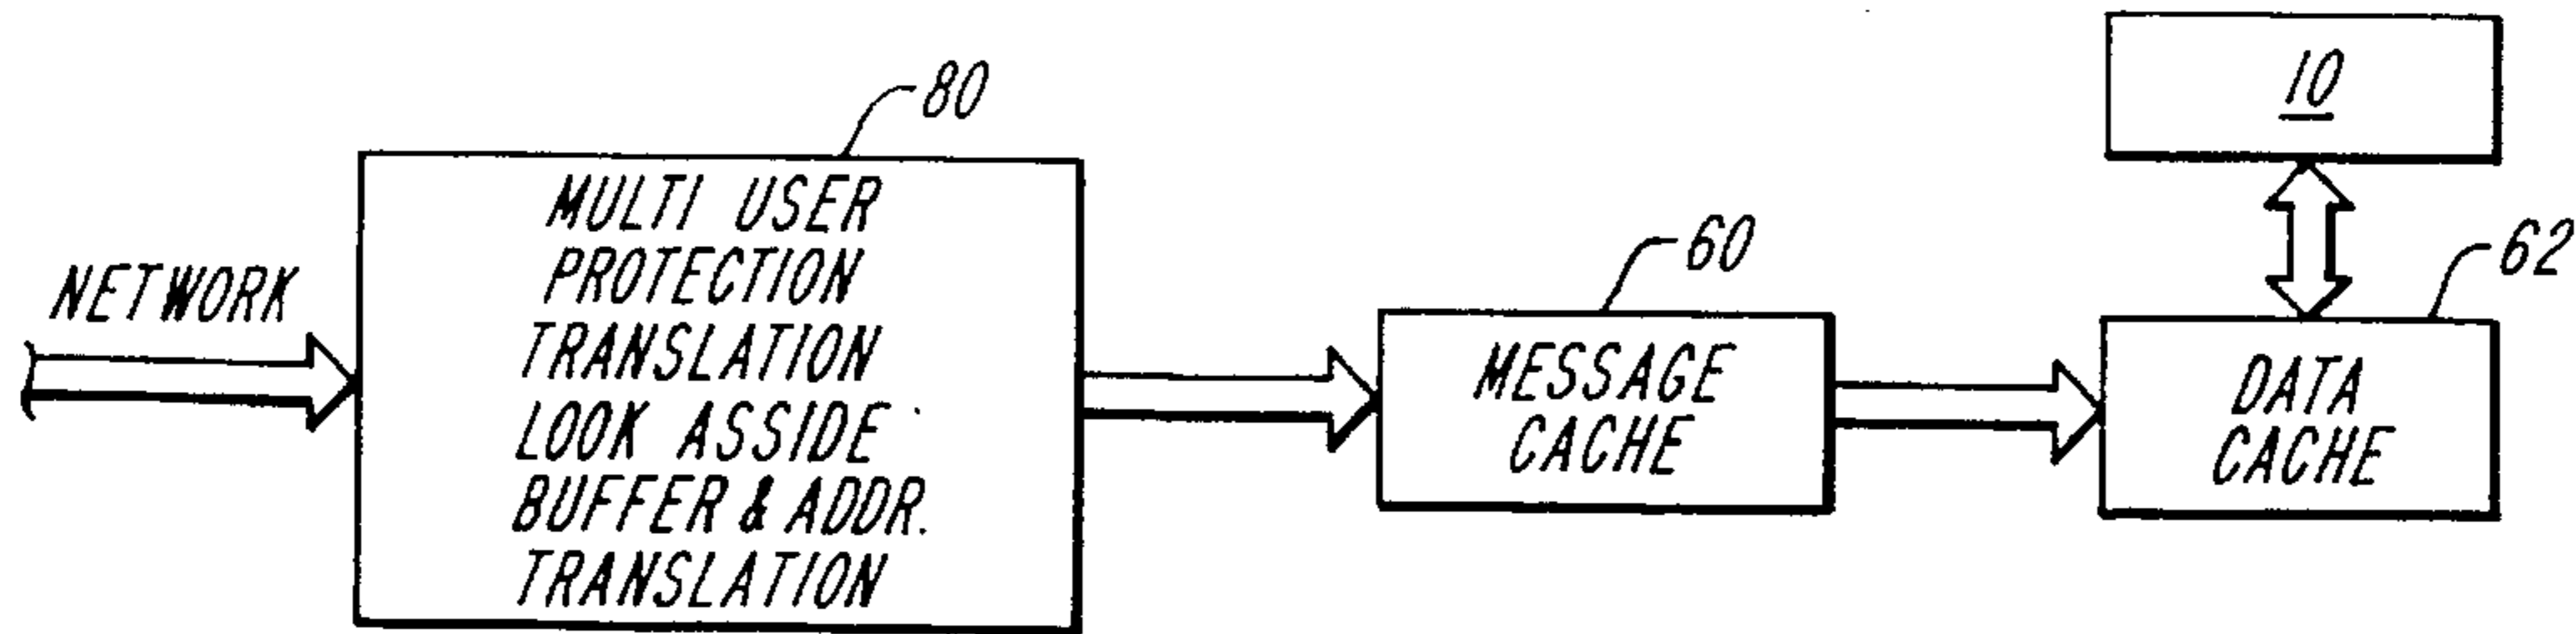 10
80
MULTI USER
PROTECTION
TRANSLATION
LOOK ASSIDE
BUFFER & ADDR.
TRANSLATION
NETWORK
60
MESSAGE
CACHE
62
DATA
CACHE